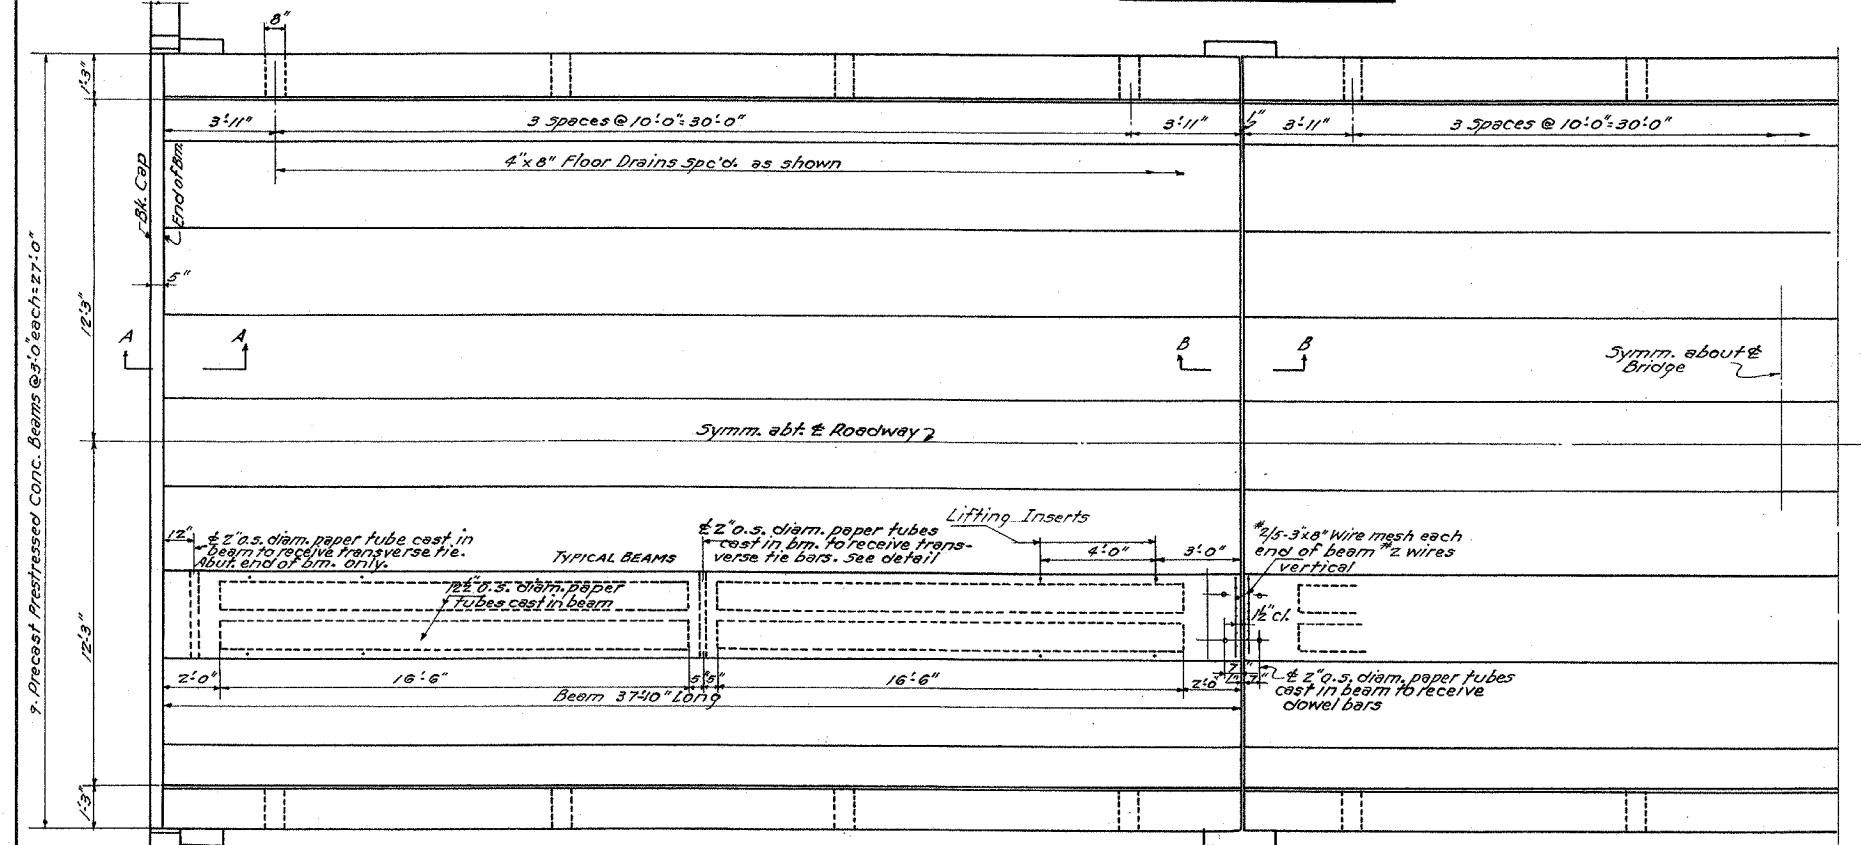 8"
1'-3"
3'-11"
3 Spaces @ 10'-0"=30'-0"
3'-11"
3'-11"
3 Spaces @ 10'-0"=30'-0"
4"x8" Floor Drains Spc'd. as shown
Bk. Cap
End of Bm.
5"
9-Precast Prestressed Conc. Beams @ 3'-0" each=27'-0"
12'-3"
A
A
B
B
Symm. about ℄
Bridge
Symm. abt. ℄ Roadway
12"
℄ 2" o.s. diam. paper tube cast in
beam to receive transverse tie.
Abut. end of bm. only.
TYPICAL BEAMS
℄ 2" o.s. diam. paper tubes
cast in bm. to receive trans-
verse tie bars. See detail
Lifting Inserts
4'-0"
3'-0"
#2/5-3"x8" Wire mesh each
end of beam #2 wires
vertical
12½" o.s. diam. paper
tubes cast in beam
1½" cl.
12'-3"
2'-0"
16'-6"
5"
5"
16'-6"
2'-0"
7"
7"
℄ 2" o.s. diam. paper tubes
cast in beam to receive
dowel bars
Beam 37'-10" Long
1'-3"